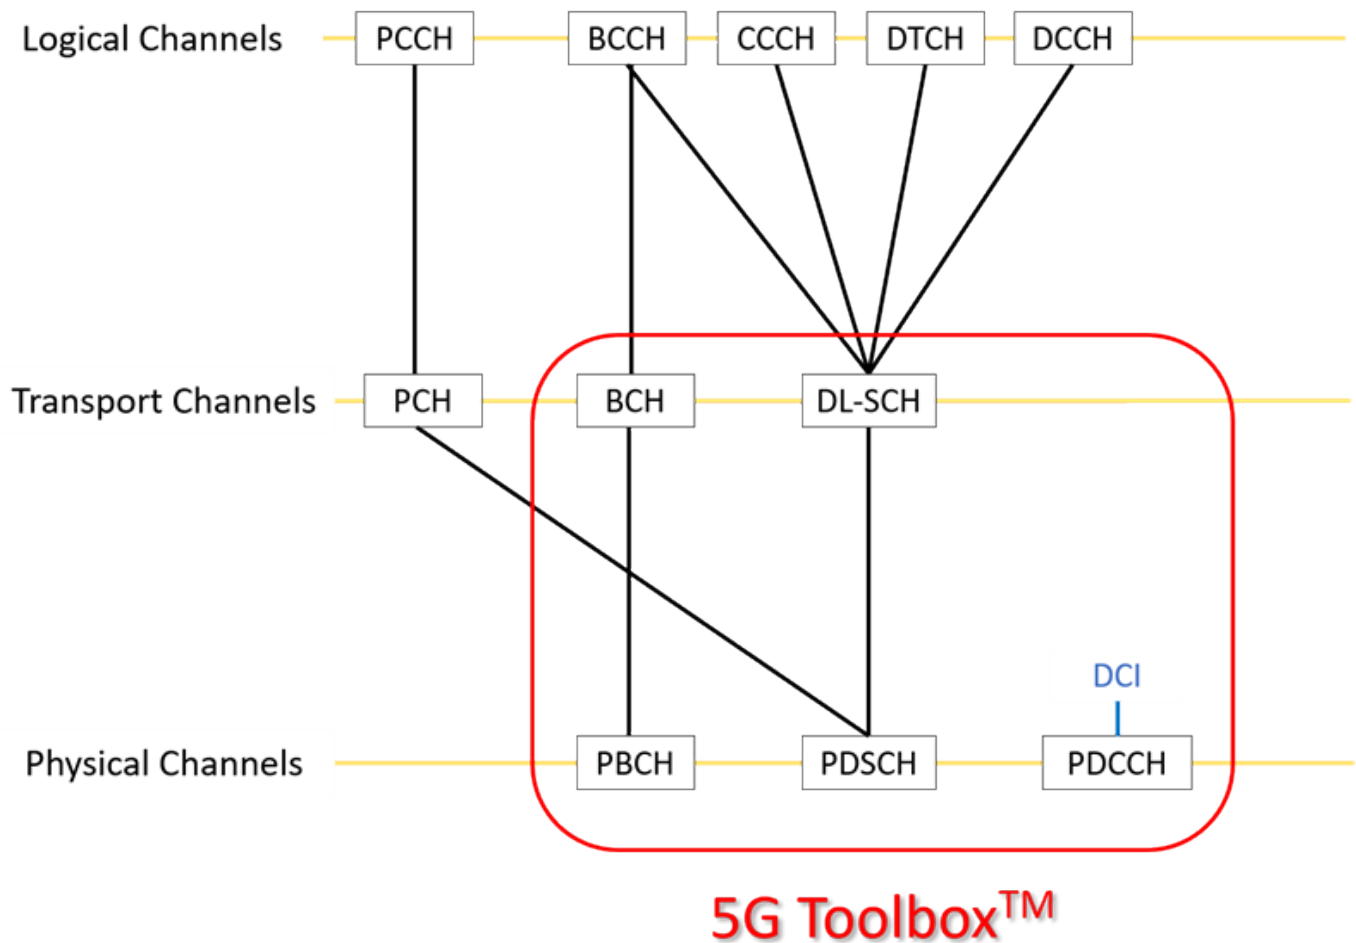 Logical Channels PCCH BCCH CCCH DTCH DCCH
Transport Channels PCH BCH DL-SCH
DCI
Physical Channels PBCH PDSCH PDCCH
5G Toolbox™